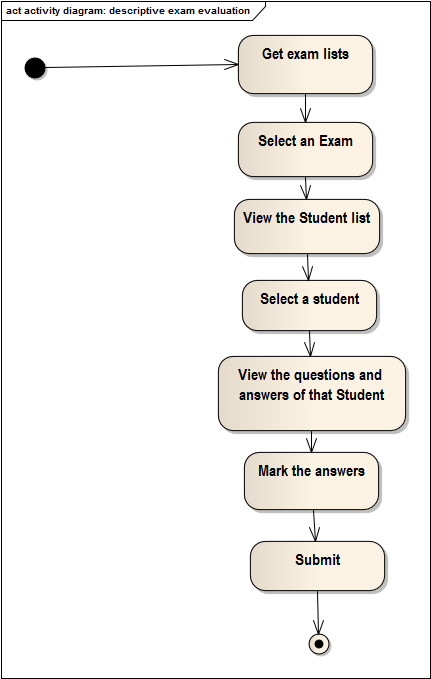 act activity diagram: descriptive exam evaluation
Get exam lists
Select an Exam
View the Student list
Select a student
View the questions and
answers of that Student
Mark the answers
Submit